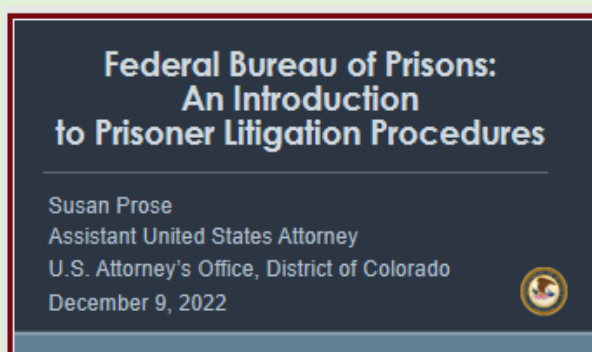 Federal Bureau of Prisons:
An Introduction
to Prisoner Litigation Procedures
Susan Prose
Assistant United States Attorney
U.S. Attorney's Office, District of Colorado
December 9, 2022